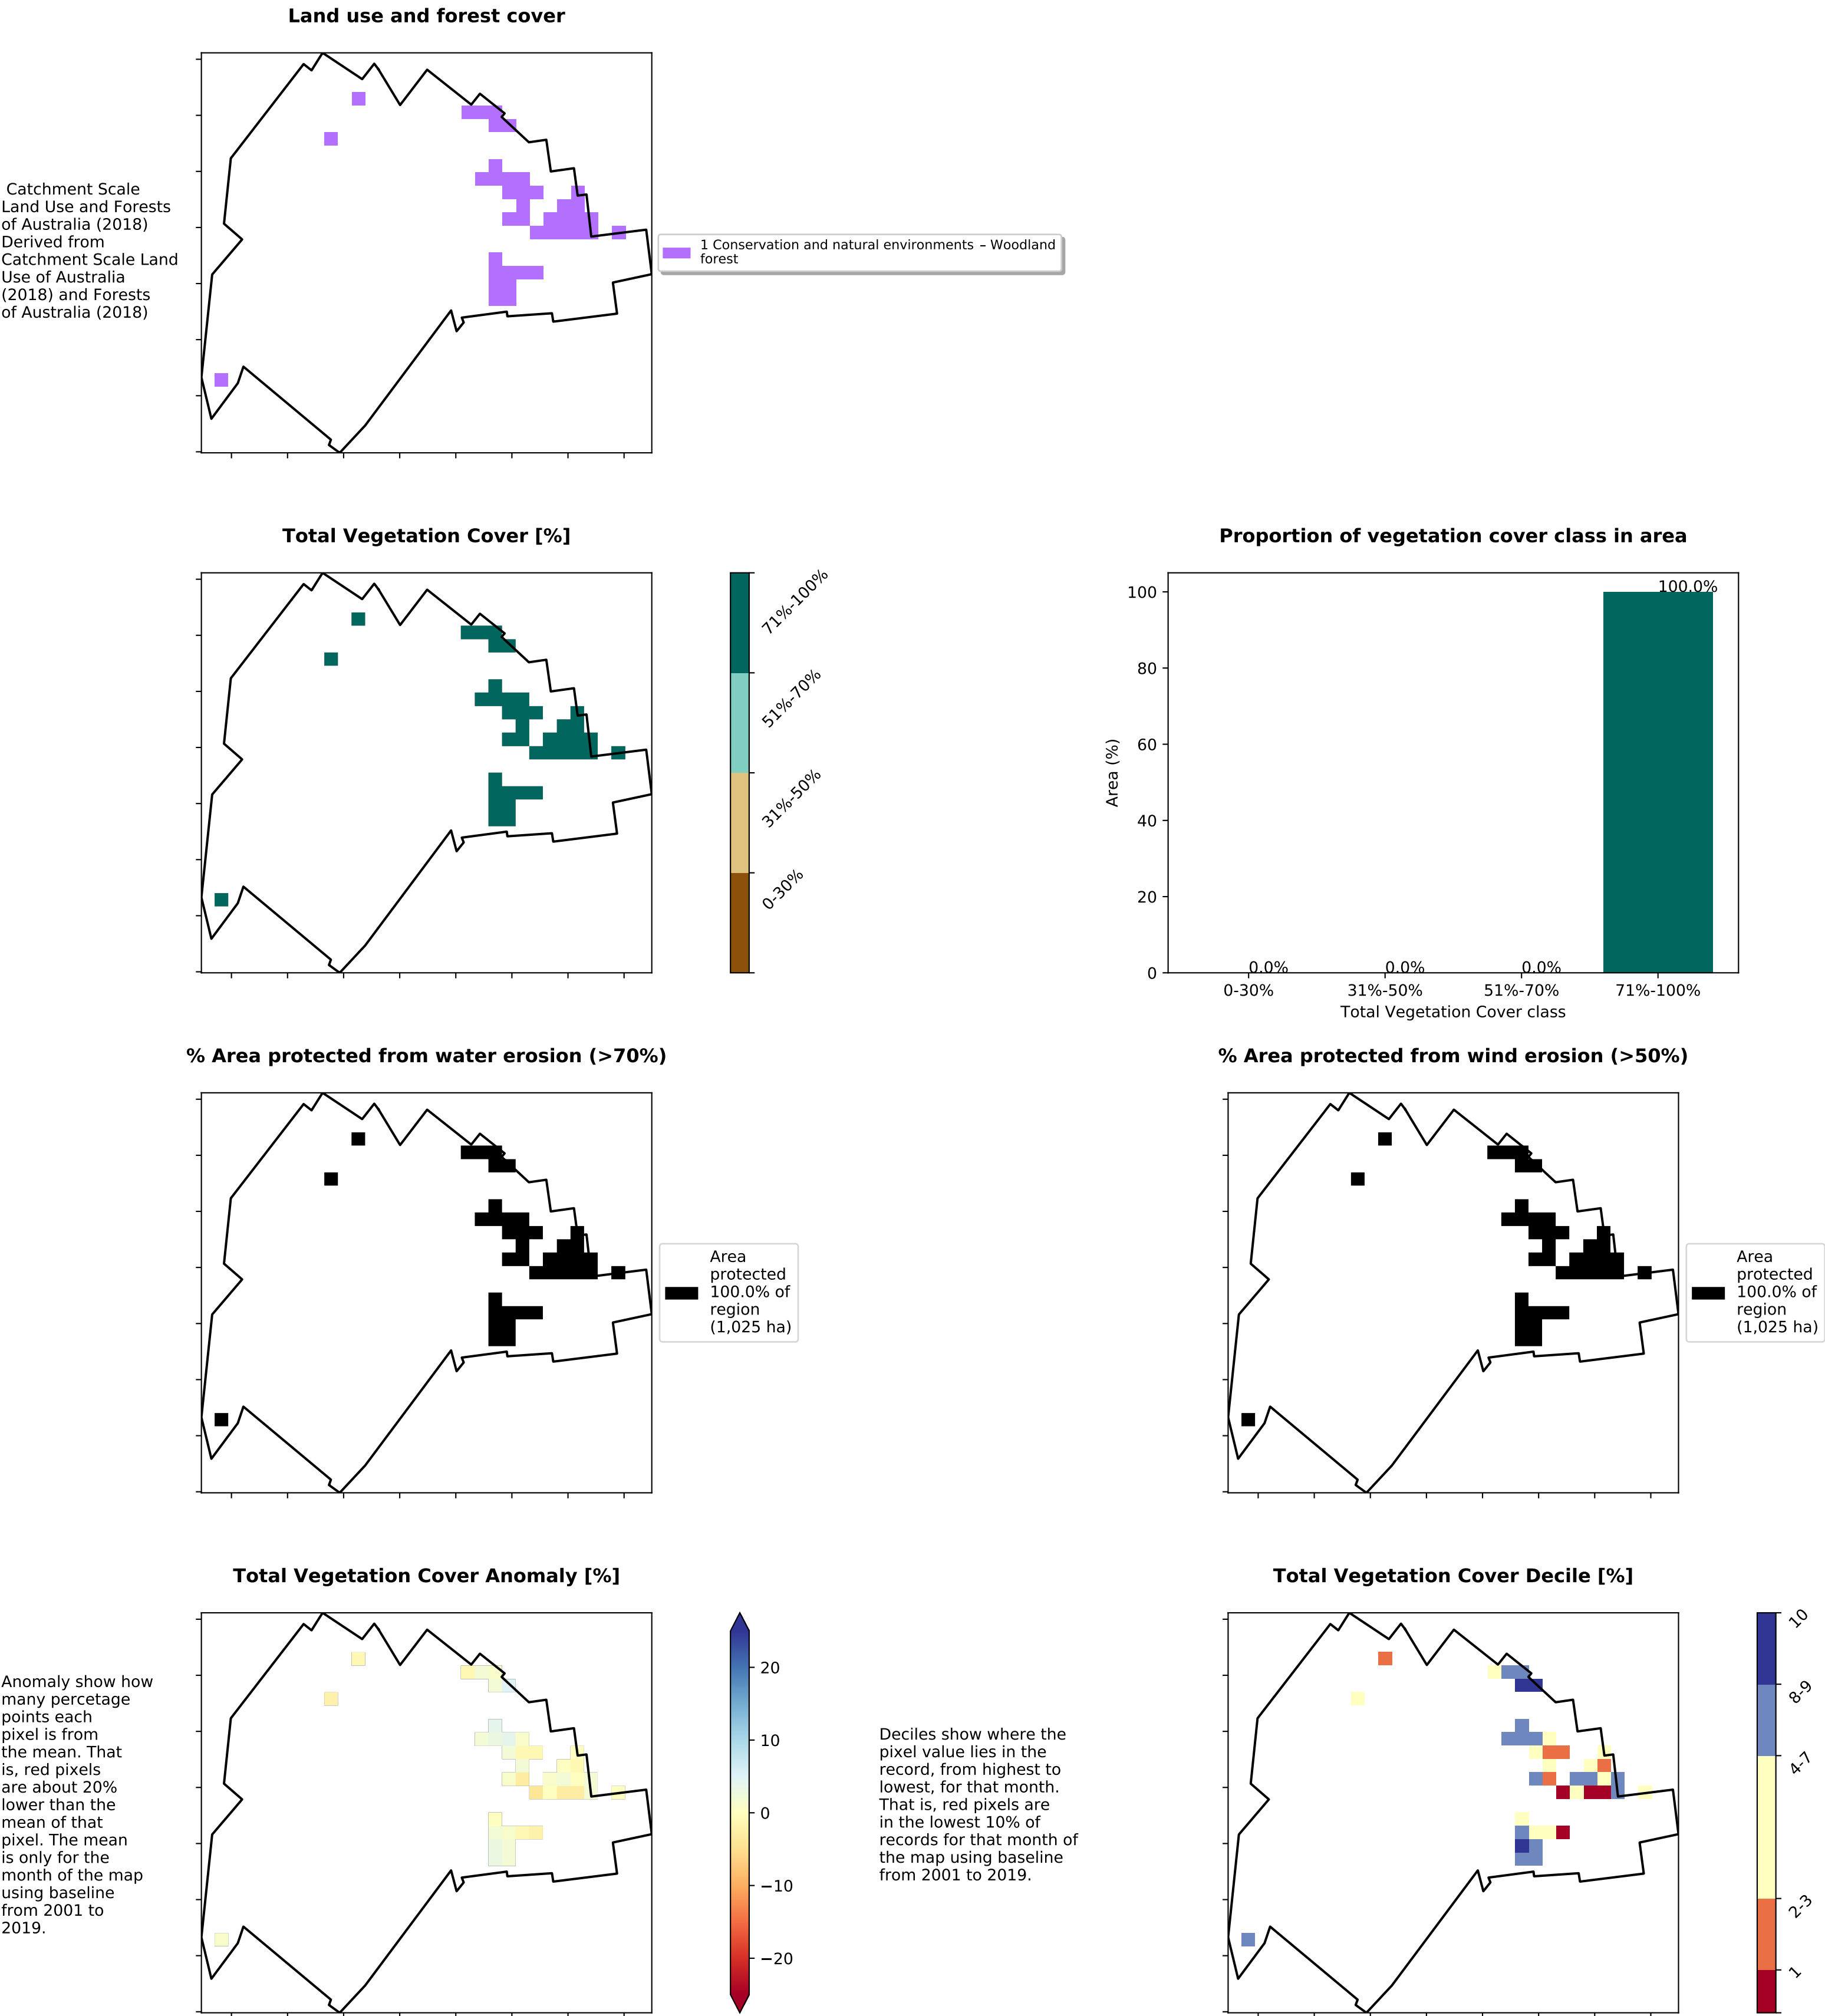 Land use and forest cover
Catchment Scale
Land Use and Forests
of Australia (2018)
Derived from
Catchment Scale Land
Use of Australia
(2018) and Forests
of Australia (2018)
1 Conservation and natural environments – Woodland
forest
Total Vegetation Cover [%]
71%-100%
51%-70%
31%-50%
0-30%
Proportion of vegetation cover class in area
Area (%)
100
80
60
40
20
0
0.0%
0.0%
0.0%
100.0%
0-30%
31%-50%
51%-70%
71%-100%
Total Vegetation Cover class
% Area protected from water erosion (>70%)
Area
protected
100.0% of
region
(1,025 ha)
% Area protected from wind erosion (>50%)
Area
protected
100.0% of
region
(1,025 ha)
Total Vegetation Cover Anomaly [%]
Anomaly show how
many percetage
points each
pixel is from
the mean. That
is, red pixels
are about 20%
lower than the
mean of that
pixel. The mean
is only for the
month of the map
using baseline
from 2001 to
2019.
20
10
0
−10
−20
Total Vegetation Cover Decile [%]
Deciles show where the
pixel value lies in the
record, from highest to
lowest, for that month.
That is, red pixels are
in the lowest 10% of
records for that month of
the map using baseline
from 2001 to 2019.
10
8-9
4-7
2-3
1